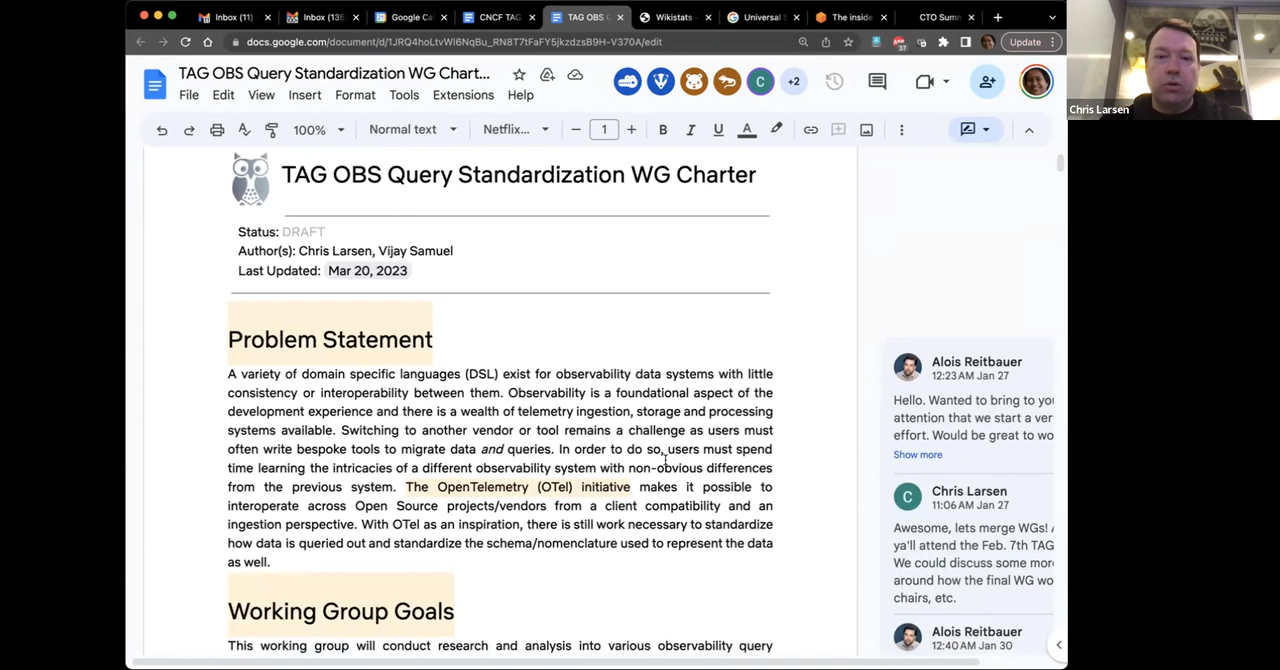 Inbox (11)
Inbox (135
Google Ca
CNCF TAG
TAG OBS
Wikistats -
Universal S
The inside
CTO Summ
docs.google.com/document/d/1JRQ4hoLtvWl6NqBu_RN8T7tFaFY5jkzdzsB9H-V370A/edit
37
Update
TAG OBS Query Standardization WG Chart...
File Edit View Insert Format Tools Extensions Help
C
+2
100%
Normal text
Netflix...
1
B I U A
TAG OBS Query Standardization WG Charter
Status: DRAFT
Author(s): Chris Larsen, Vijay Samuel
Last Updated: Mar 20, 2023
Problem Statement
A variety of domain specific languages (DSL) exist for observability data systems with little
consistency or interoperability between them. Observability is a foundational aspect of the
development experience and there is a wealth of telemetry ingestion, storage and processing
systems available. Switching to another vendor or tool remains a challenge as users must
often write bespoke tools to migrate data and queries. In order to do so, users must spend
time learning the intricacies of a different observability system with non-obvious differences
from the previous system. The OpenTelemetry (OTel) initiative makes it possible to
interoperate across Open Source projects/vendors from a client compatibility and an
ingestion perspective. With OTel as an inspiration, there is still work necessary to standardize
how data is queried out and standardize the schema/nomenclature used to represent the data
as well.
Working Group Goals
This working group will conduct research and analysis into various observability query
Alois Reitbauer
12:23 AM Jan 27
Hello. Wanted to bring to you
attention that we start a ver
effort. Would be great to wo
Show more
C
Chris Larsen
11:06 AM Jan 27
Awesome, lets merge WGs! A
ya'll attend the Feb. 7th TAG
We could discuss some more
around how the final WG wo
chairs, etc.
Alois Reitbauer
12:40 AM Jan 30
Chris Larsen